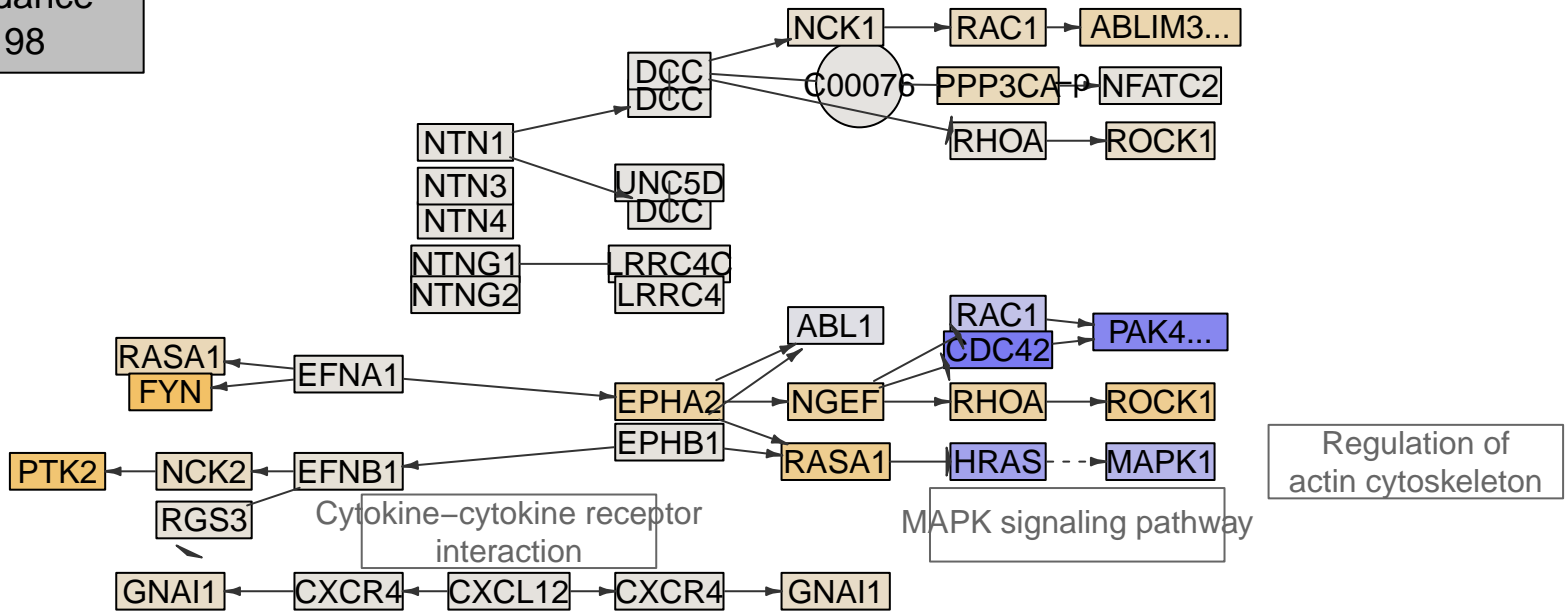 98
NCK1
RAC1
ABLIM3...
DCC
DCC
C00076
PPP3CA
+p
NFATC2
NTN1
RHOA
ROCK1
NTN3
NTN4
UNC5D
DCC
NTNG1
NTNG2
LRRC4C
LRRC4
RASA1
FYN
EFNA1
ABL1
RAC1
CDC42
PAK4...
EPHA2
NGEF
RHOA
ROCK1
EPHB1
PTK2
NCK2
EFNB1
RASA1
HRAS
MAPK1
Regulation of
actin cytoskeleton
RGS3
Cytokine−cytokine receptor
interaction
MAPK signaling pathway
GNAI1
CXCR4
CXCL12
CXCR4
GNAI1